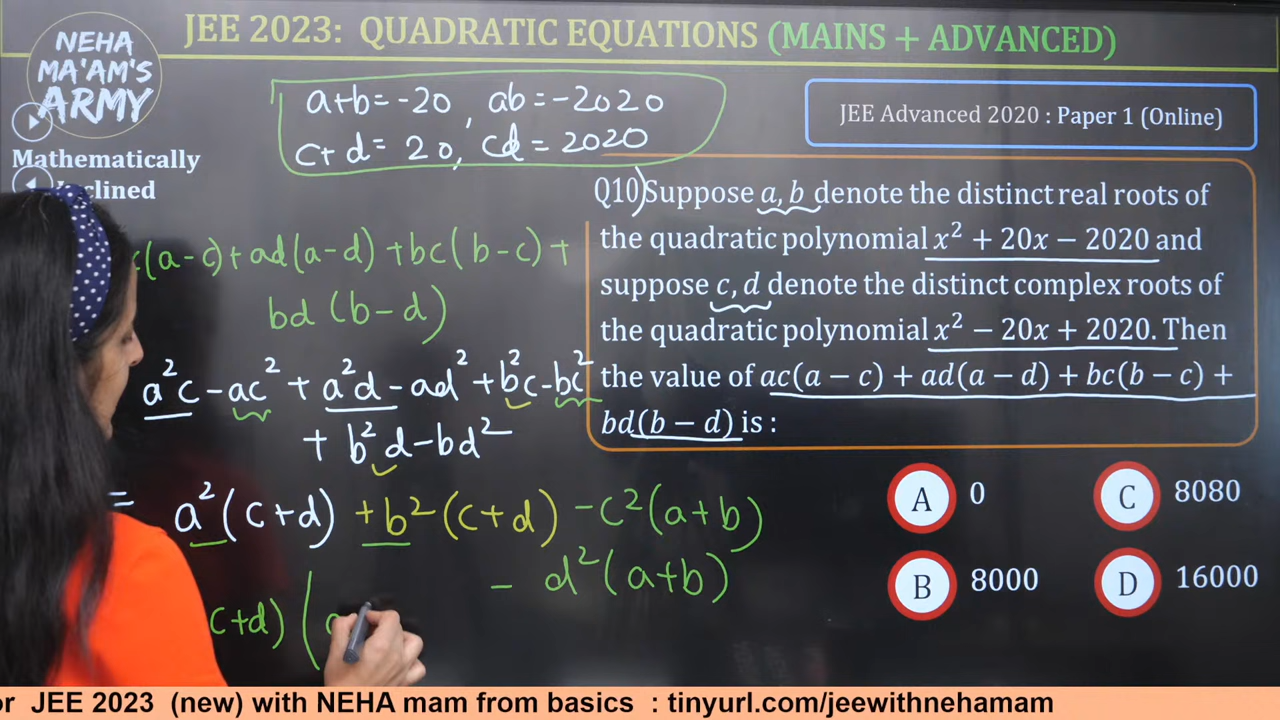 JEE 2023: QUADRATIC EQUATIONS (MAINS + ADVANCED)
NEHA
MA'AM'S
ARMY
Mathematically
Inclined
a+b=-20, ab=-2020
c+d=20, cd=2020
(a-c)+ad(a-d)+bc(b-c)+
bd(b-d)
a²c-ac²+a²d-ad²+b²c-bc²
+b²d-bd²
= a²(c+d)+b²(c+d)-c²(a+b)
-d²(a+b)
c+d)(
JEE Advanced 2020 : Paper 1 (Online)
Q10) Suppose a, b denote the distinct real roots of
the quadratic polynomial x² + 20x − 2020 and
suppose c, d denote the distinct complex roots of
the quadratic polynomial x² − 20x + 2020. Then
the value of ac(a − c) + ad(a − d) + bc(b − c) +
bd(b − d) is :
A 0
C 8080
B 8000
D 16000
or JEE 2023 (new) with NEHA mam from basics : tinyurl.com/jeewithnehamam